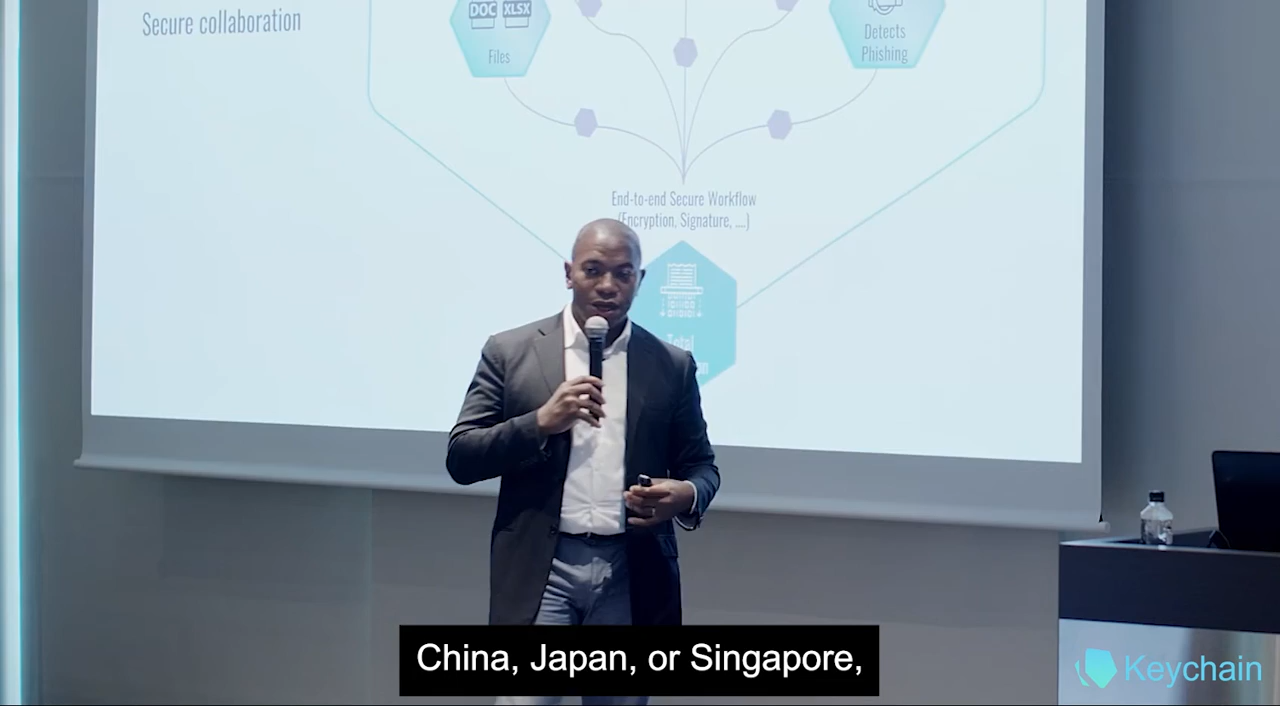 Secure collaboration
DOC XLSX
Files
Detects
Phishing
End-to-end Secure Workflow
(Encryption, Signature, ....)
Total
China, Japan, or Singapore,
Keychain